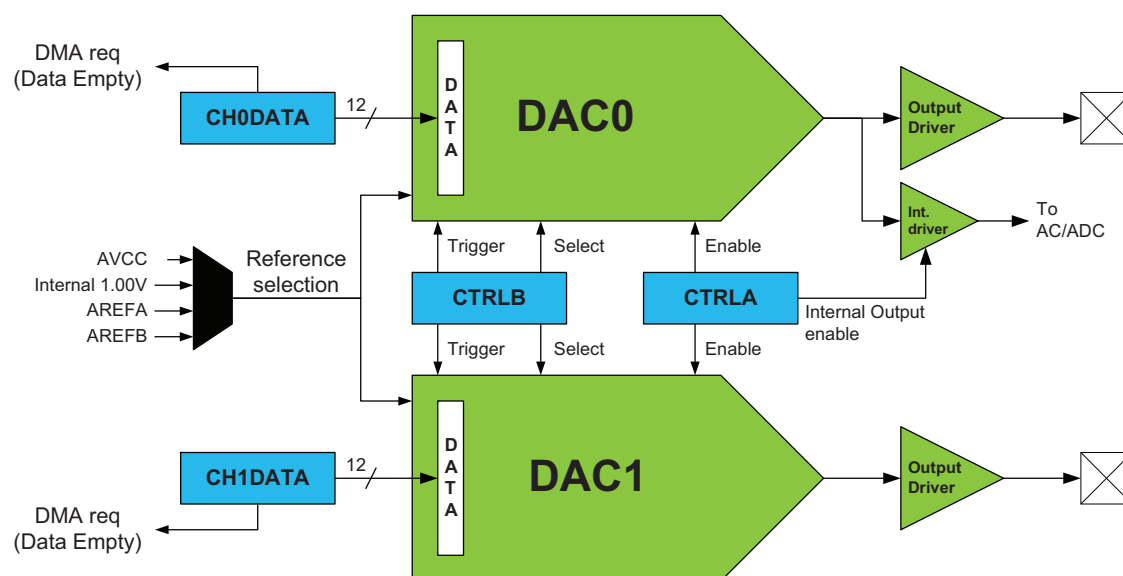 DMA req
(Data Empty)
CH0DATA
12
DATA
DAC0
Output
Driver
Int.
driver
To
AC/ADC
Trigger
Select
Enable
AVCC
Internal 1.00V
AREFA
AREFB
Reference
selection
CTRLB
CTRLA
Internal Output
enable
Trigger
Select
Enable
CH1DATA
12
DATA
DAC1
Output
Driver
DMA req
(Data Empty)